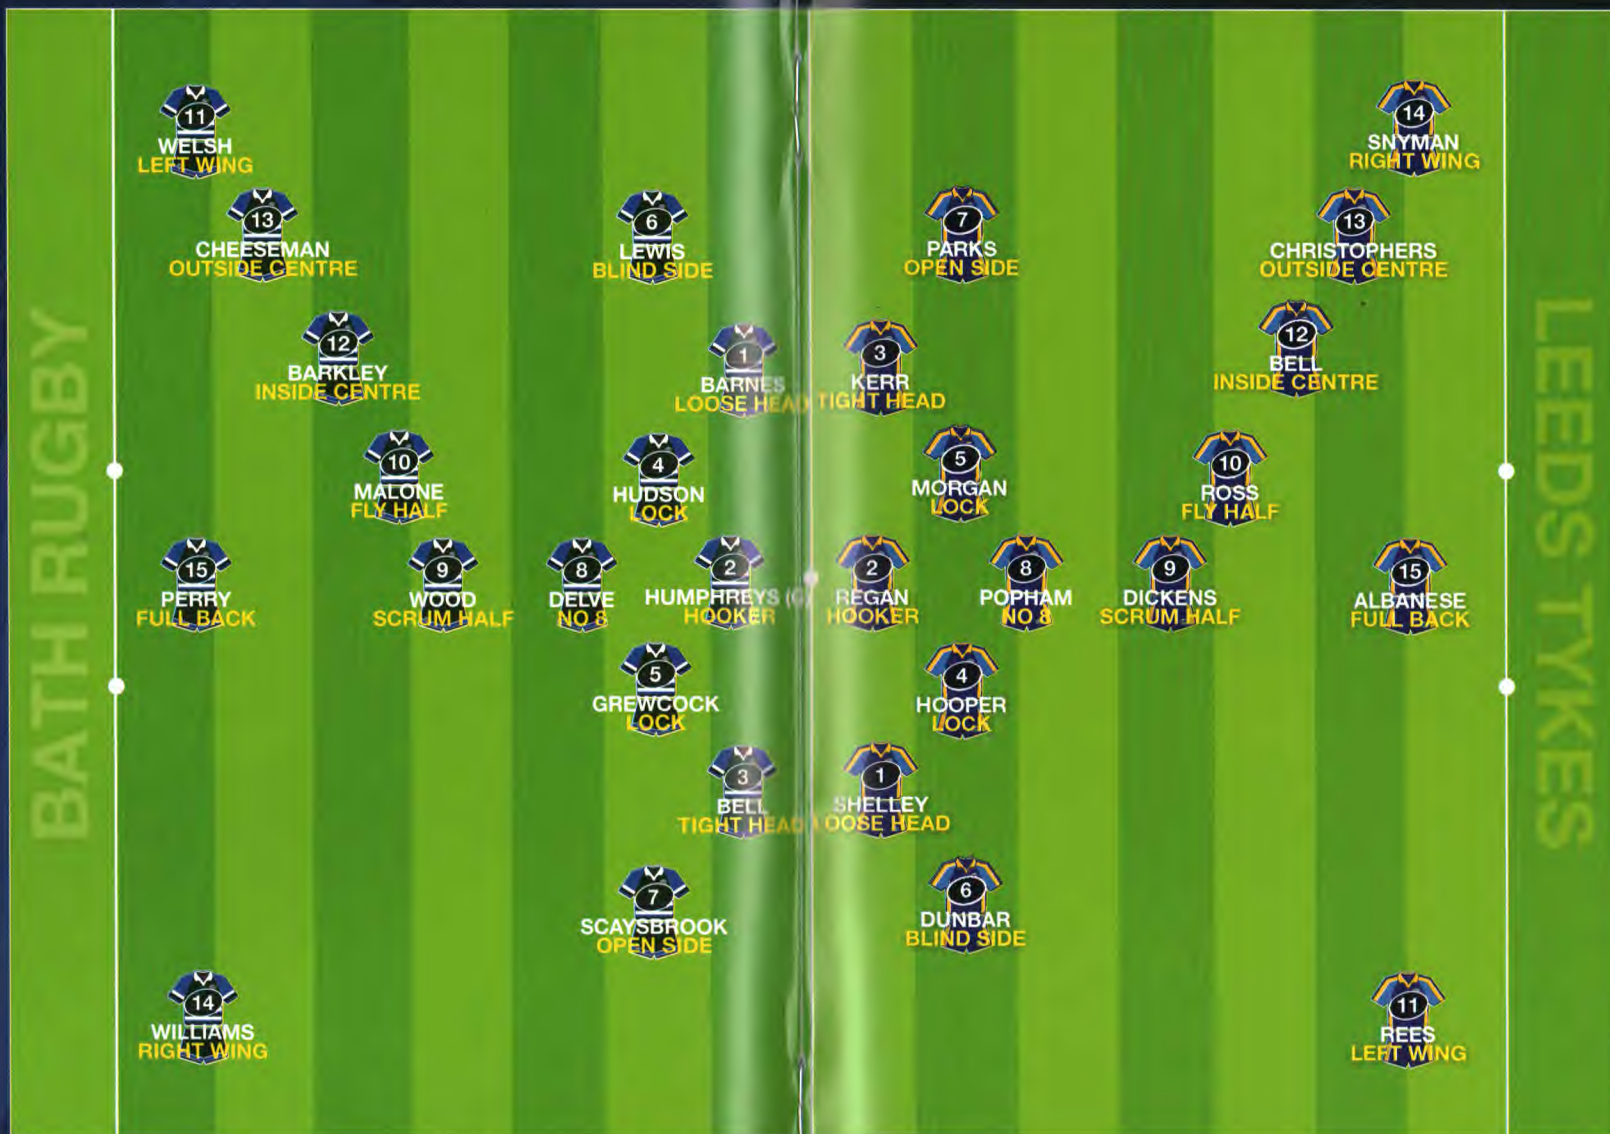 BATH RUGBY
11
WELSH
LEFT WING
13
CHEESEMAN
OUTSIDE CENTRE
12
BARKLEY
INSIDE CENTRE
10
MALONE
FLY HALF
15
PERRY
FULL BACK
9
WOOD
SCRUM HALF
8
DELVE
NO 8
6
LEWIS
BLIND SIDE
1
BARNES
LOOSE HEAD
4
HUDSON
LOCK
2
HUMPHREYS
HOOKER
5
GREWCOCK
LOCK
3
BELL
TIGHT HEAD
7
SCAYSBROOK
OPEN SIDE
14
WILLIAMS
RIGHT WING
LEEDS TYKES
14
SNYMAN
RIGHT WING
7
PARKS
OPEN SIDE
13
CHRISTOPHERS
OUTSIDE CENTRE
3
KERR
TIGHT HEAD
12
BELL
INSIDE CENTRE
5
MORGAN
LOCK
10
ROSS
FLY HALF
2
REGAN
HOOKER
8
POPHAM
NO 8
9
DICKENS
SCRUM HALF
15
ALBANESE
FULL BACK
4
HOOPER
LOCK
1
SHELLEY
LOOSE HEAD
6
DUNBAR
BLIND SIDE
11
REES
LEFT WING